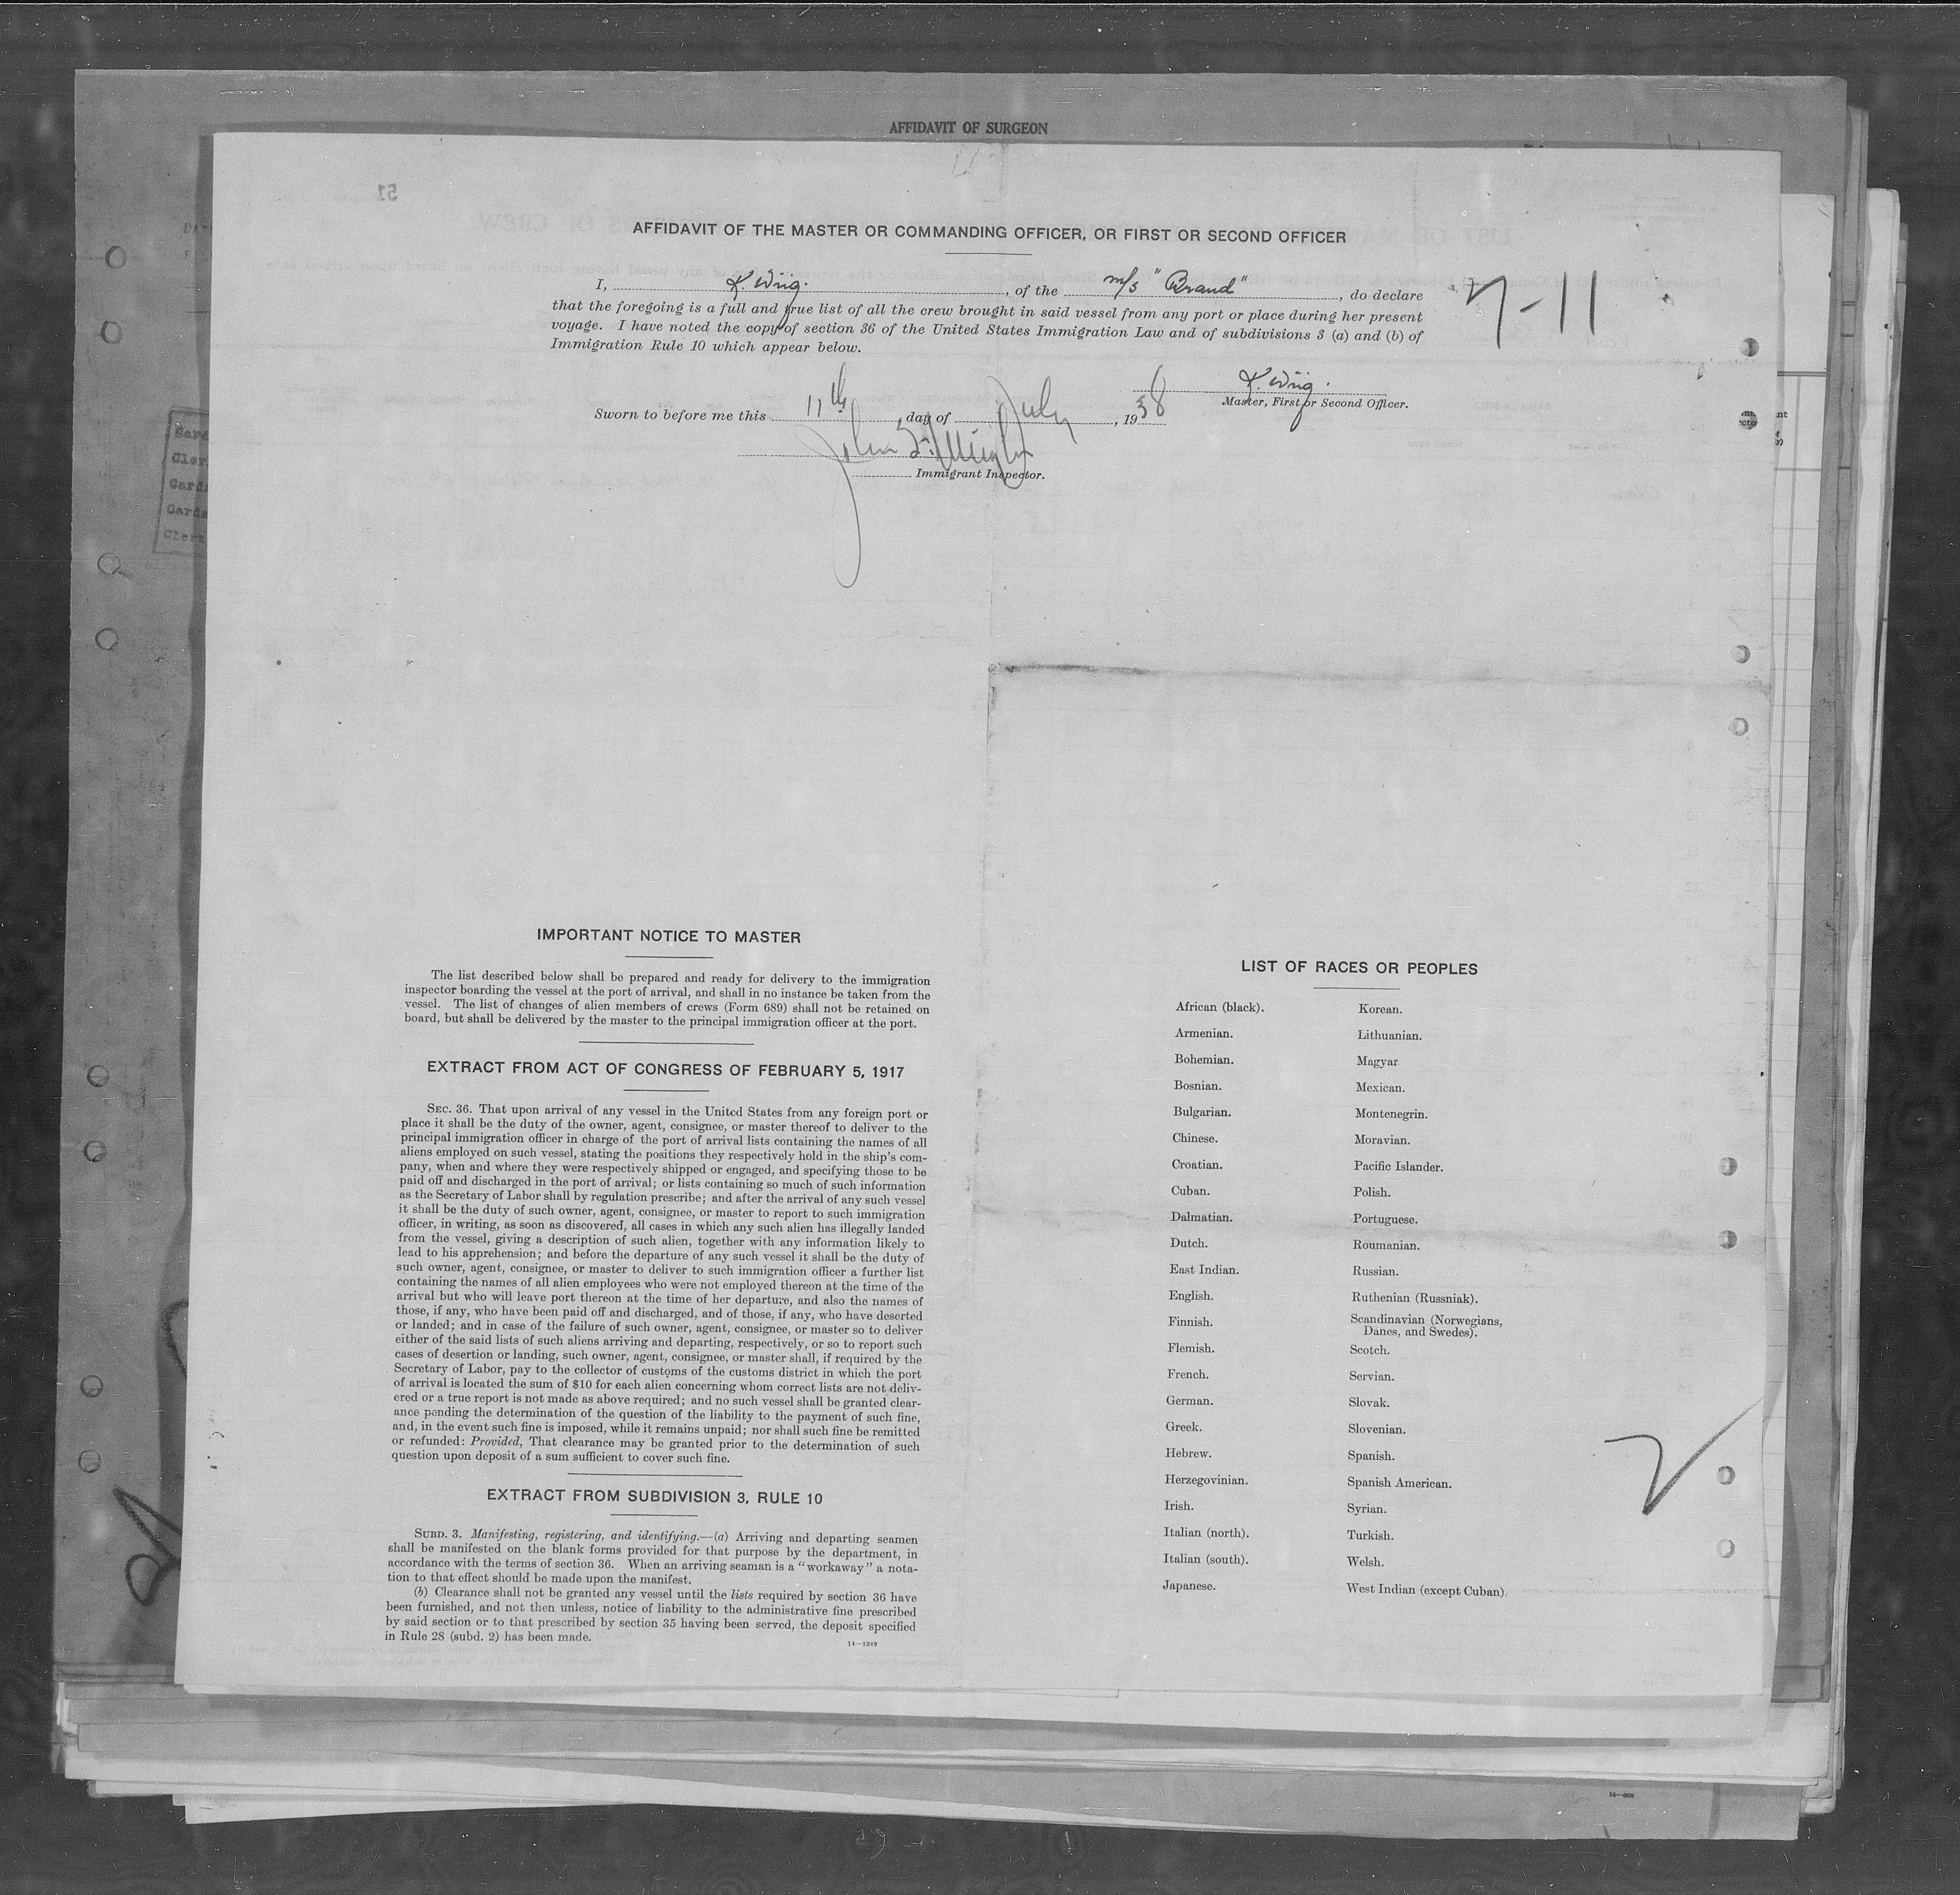 AFFIDAVIT OF SURGEON
51
AFFIDAVIT OF THE MASTER OR COMMANDING OFFICER, OR FIRST OR SECOND OFFICER
I, K. Wiig. , of the m/s "Brand" , do declare
7-11
that the foregoing is a full and true list of all the crew brought in said vessel from any port or place during her present
voyage. I have noted the copy of section 36 of the United States Immigration Law and of subdivisions 3 (a) and (b) of
Immigration Rule 10 which appear below.
K. Wiig.
Master, First or Second Officer.
Sworn to before me this 11th day of July , 1938
John
Immigrant Inspector.
IMPORTANT NOTICE TO MASTER
The list described below shall be prepared and ready for delivery to the immigration
inspector boarding the vessel at the port of arrival, and shall in no instance be taken from the
vessel. The list of changes of alien members of crews (Form 689) shall not be retained on
board, but shall be delivered by the master to the principal immigration officer at the port.
EXTRACT FROM ACT OF CONGRESS OF FEBRUARY 5, 1917
SEC. 36. That upon arrival of any vessel in the United States from any foreign port or
place it shall be the duty of the owner, agent, consignee, or master thereof to deliver to the
principal immigration officer in charge of the port of arrival lists containing the names of all
aliens employed on such vessel, stating the positions they respectively hold in the ship's com-
pany, when and where they were respectively shipped or engaged, and specifying those to be
paid off and discharged in the port of arrival; or lists containing so much of such information
as the Secretary of Labor shall by regulation prescribe; and after the arrival of any such vessel
it shall be the duty of such owner, agent, consignee, or master to report to such immigration
officer, in writing, as soon as discovered, all cases in which any such alien has illegally landed
from the vessel, giving a description of such alien, together with any information likely to
lead to his apprehension; and before the departure of any such vessel it shall be the duty of
such owner, agent, consignee, or master to deliver to such immigration officer a further list
containing the names of all alien employees who were not employed thereon at the time of the
arrival but who will leave port thereon at the time of her departure, and also the names of
those, if any, who have been paid off and discharged, and of those, if any, who have deserted
or landed; and in case of the failure of such owner, agent, consignee, or master so to deliver
either of the said lists of such aliens arriving and departing, respectively, or so to report such
cases of desertion or landing, such owner, agent, consignee, or master shall, if required by the
Secretary of Labor, pay to the collector of customs of the customs district in which the port
of arrival is located the sum of $10 for each alien concerning whom correct lists are not deliv-
ered or a true report is not made as above required; and no such vessel shall be granted clear-
ance pending the determination of the question of the liability to the payment of such fine,
and, in the event such fine is imposed, while it remains unpaid; nor shall such fine be remitted
or refunded: Provided, That clearance may be granted prior to the determination of such
question upon deposit of a sum sufficient to cover such fine.
EXTRACT FROM SUBDIVISION 3, RULE 10
SUBD. 3. Manifesting, registering, and identifying.—(a) Arriving and departing seamen
shall be manifested on the blank forms provided for that purpose by the department, in
accordance with the terms of section 36. When an arriving seaman is a "workaway" a nota-
tion to that effect should be made upon the manifest.
(b) Clearance shall not be granted any vessel until the lists required by section 36 have
been furnished, and not then unless, notice of liability to the administrative fine prescribed
by said section or to that prescribed by section 35 having been served, the deposit specified
in Rule 28 (subd. 2) has been made.
14—1249
LIST OF RACES OR PEOPLES
African (black).
Armenian.
Bohemian.
Bosnian.
Bulgarian.
Chinese.
Croatian.
Cuban.
Dalmatian.
Dutch.
East Indian.
English.
Finnish.
Flemish.
French.
German.
Greek.
Hebrew.
Herzegovinian.
Irish.
Italian (north).
Italian (south).
Japanese.
Korean.
Lithuanian.
Magyar
Mexican.
Montenegrin.
Moravian.
Pacific Islander.
Polish.
Portuguese.
Roumanian.
Russian.
Ruthenian (Russniak).
Scandinavian (Norwegians,
Danes, and Swedes).
Scotch.
Servian.
Slovak.
Slovenian.
Spanish.
Spanish American.
Syrian.
Turkish.
Welsh.
West Indian (except Cuban).